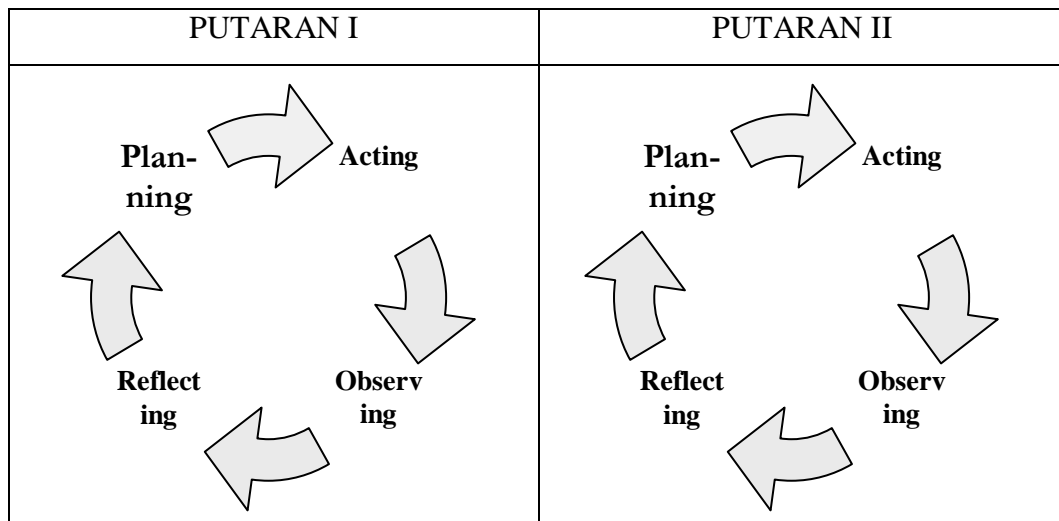 PUTARAN I
PUTARAN II
Plan-
ning
Acting
Reflect
ing
Observ
ing
Plan-
ning
Acting
Reflect
ing
Observ
ing